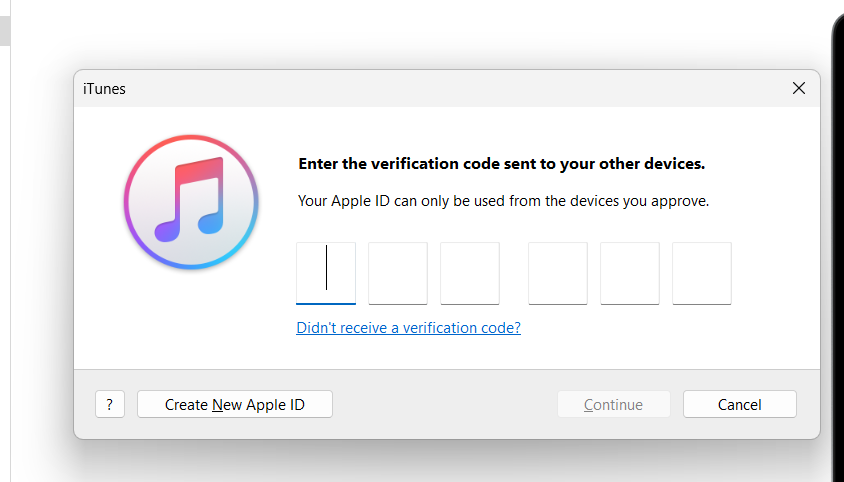 iTunes
Enter the verification code sent to your other devices.
Your Apple ID can only be used from the devices you approve.
Didn't receive a verification code?
?
Create New Apple ID
Continue
Cancel